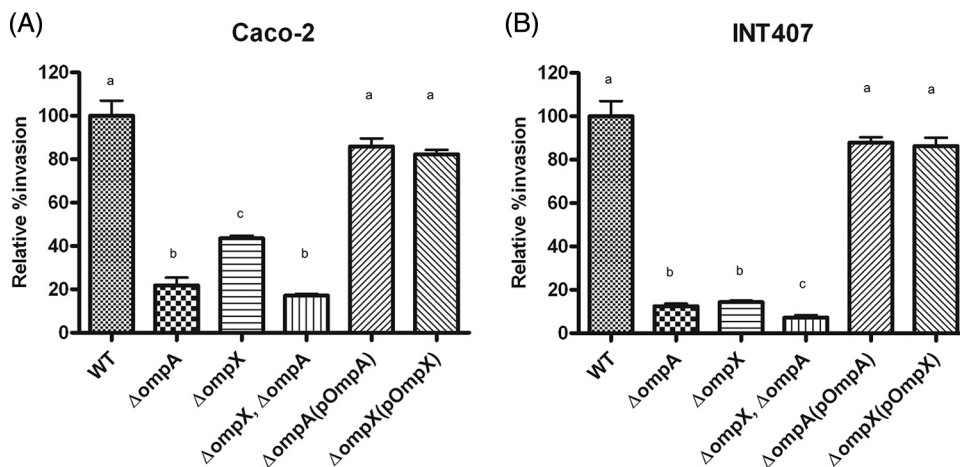 (A)
Caco-2
Relative %invasion
120
100
80
60
40
20
0
a
b
c
b
a
a
WT
ΔompA
ΔompX
ΔompX, ΔompA
ΔompA(pOmpA)
ΔompX(pOmpX)
(B)
INT407
Relative %invasion
120
100
80
60
40
20
0
a
b
b
c
a
a
WT
ΔompA
ΔompX
ΔompX, ΔompA
ΔompA(pOmpA)
ΔompX(pOmpX)